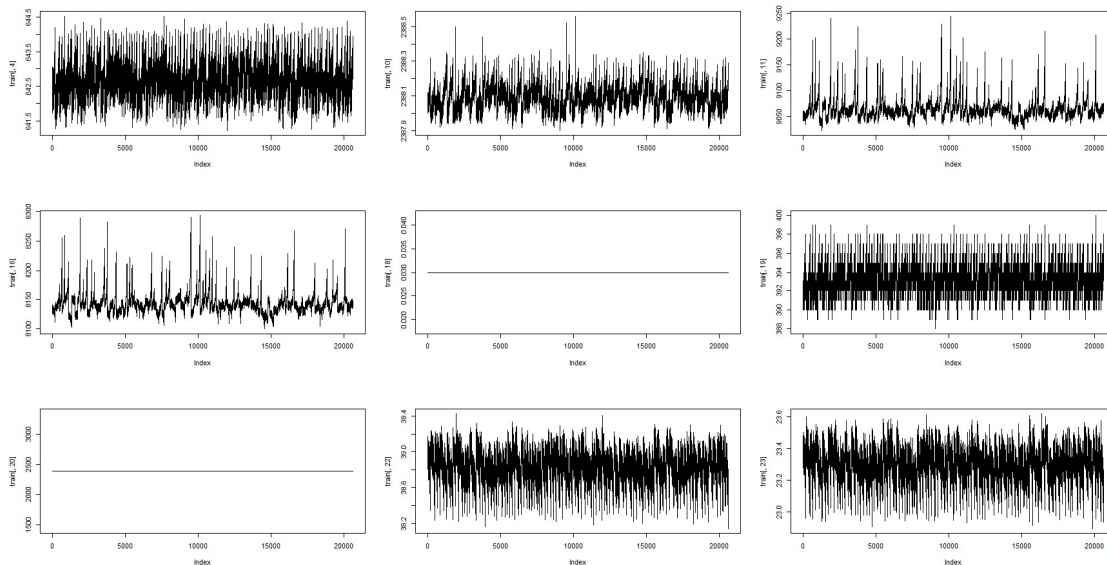 train[, 4]
641.5 642.5 643.5 644.5
0 5000 10000 15000 20000
Index
train[, 10]
2387.9 2388.1 2388.3 2388.5
0 5000 10000 15000 20000
Index
train[, 11]
9050 9100 9150 9200 9250
0 5000 10000 15000 20000
Index
train[, 16]
8100 8150 8200 8250 8300
0 5000 10000 15000 20000
Index
train[, 18]
0.020 0.025 0.030 0.035 0.040
0 5000 10000 15000 20000
Index
train[, 19]
388 390 392 394 396 398 400
0 5000 10000 15000 20000
Index
train[, 20]
1500 2000 2500 3000
0 5000 10000 15000 20000
Index
train[, 22]
38.2 38.6 39.0 39.4
0 5000 10000 15000 20000
Index
train[, 23]
23.0 23.2 23.4 23.6
0 5000 10000 15000 20000
Index